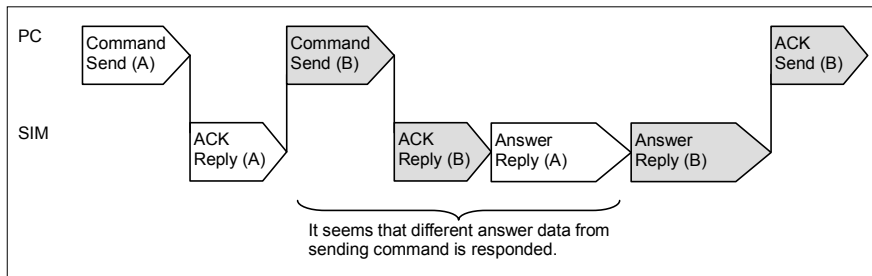 PC
Command
Send (A)
Command
Send (B)
ACK
Send (B)
SIM
ACK
Reply (A)
ACK
Reply (B)
Answer
Reply (A)
Answer
Reply (B)
It seems that different answer data from
sending command is responded.